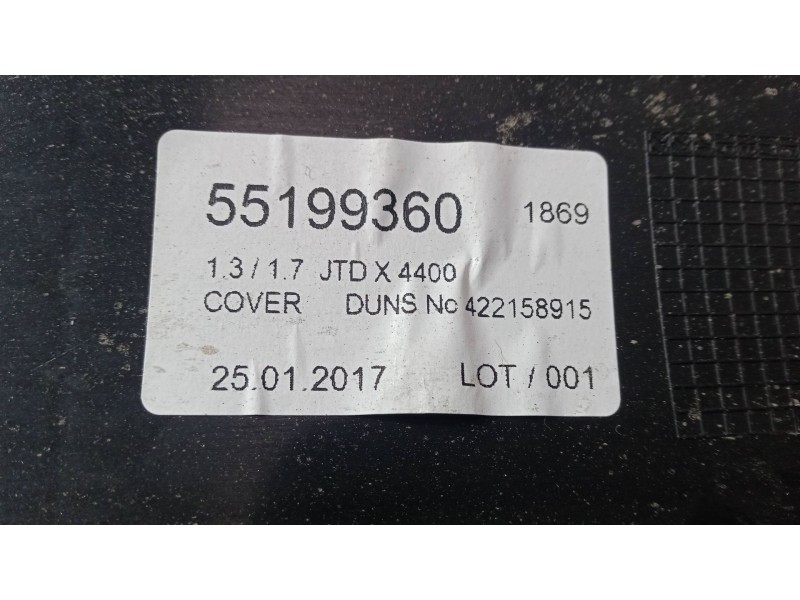 55199360 1869
1.3 / 1.7 JTD X 4400
COVER DUNS No 422158915
25.01.2017 LOT / 001